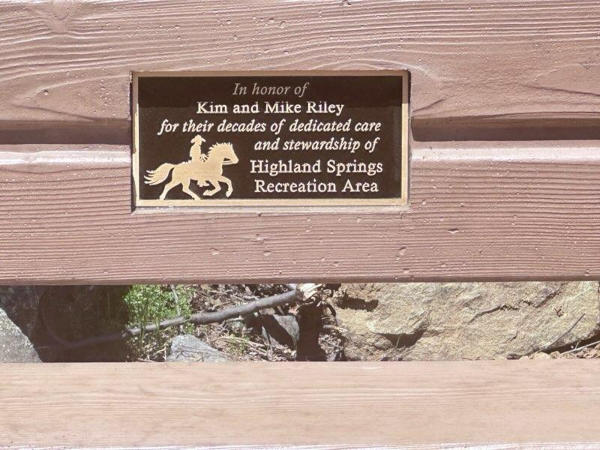 In honor of
Kim and Mike Riley
for their decades of dedicated care
and stewardship of
Highland Springs
Recreation Area